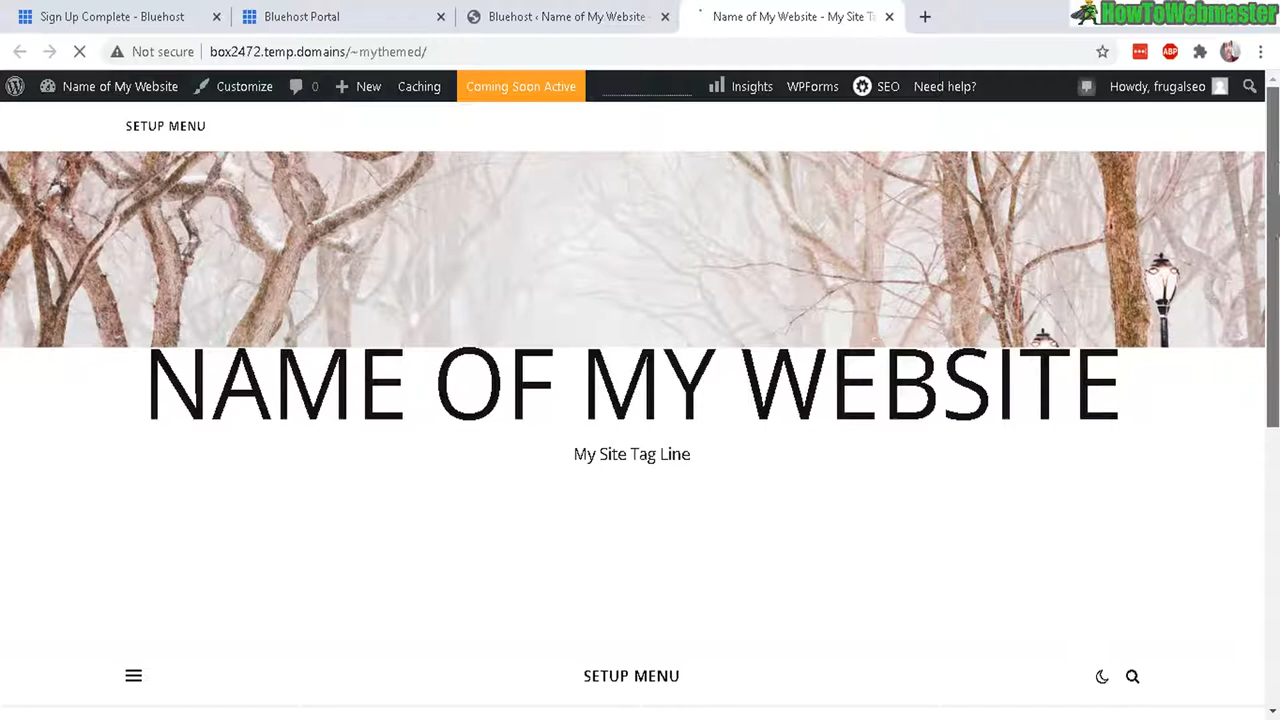 Sign Up Complete - Bluehost
Bluehost Portal
Bluehost ‹ Name of My Website -
Name of My Website - My Site T
HowToWebmaster
Not secure
box2472.temp.domains/~mythemed/
ABP
Name of My Website
Customize
0
New
Caching
Coming Soon Active
Insights
WPForms
SEO
Need help?
Howdy, frugalseo
SETUP MENU
NAME OF MY WEBSITE
My Site Tag Line
SETUP MENU